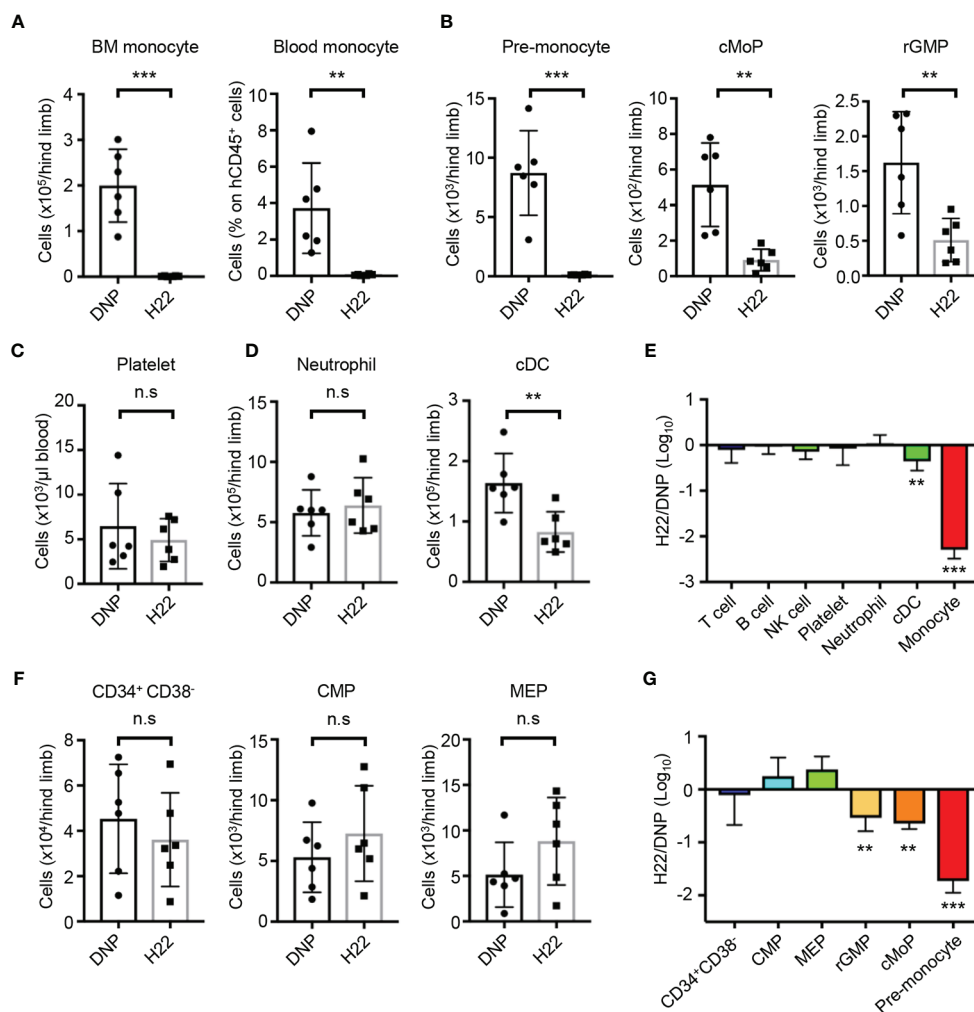 A
BM monocyte
***
Cells (x10⁵/hind limb)
4
3
2
1
0
DNP
H22
Blood monocyte
**
Cells (% on hCD45⁺ cells)
10
8
6
4
2
0
DNP
H22
B
Pre-monocyte
***
Cells (x10³/hind limb)
15
10
5
0
DNP
H22
cMoP
**
Cells (x10²/hind limb)
10
8
6
4
2
0
DNP
H22
rGMP
**
Cells (x10³/hind limb)
2.5
2.0
1.5
1.0
0.5
0.0
DNP
H22
C
Platelet
n.s
Cells (x10³/µl blood)
20
15
10
5
0
DNP
H22
D
Neutrophil
n.s
Cells (x10⁵/hind limb)
15
10
5
0
DNP
H22
cDC
**
Cells (x10⁵/hind limb)
3
2
1
0
DNP
H22
E
H22/DNP (Log₁₀)
1
0
-1
-2
-3
**
***
T cell
B cell
NK cell
Platelet
Neutrophil
cDC
Monocyte
F
CD34⁺ CD38⁻
n.s
Cells (x10⁴/hind limb)
8
6
4
2
0
DNP
H22
CMP
n.s
Cells (x10³/hind limb)
15
10
5
0
DNP
H22
MEP
n.s
Cells (x10³/hind limb)
20
15
10
5
0
DNP
H22
G
H22/DNP (Log₁₀)
1
0
-1
-2
**
**
***
CD34⁺CD38⁻
CMP
MEP
rGMP
cMoP
Pre-monocyte